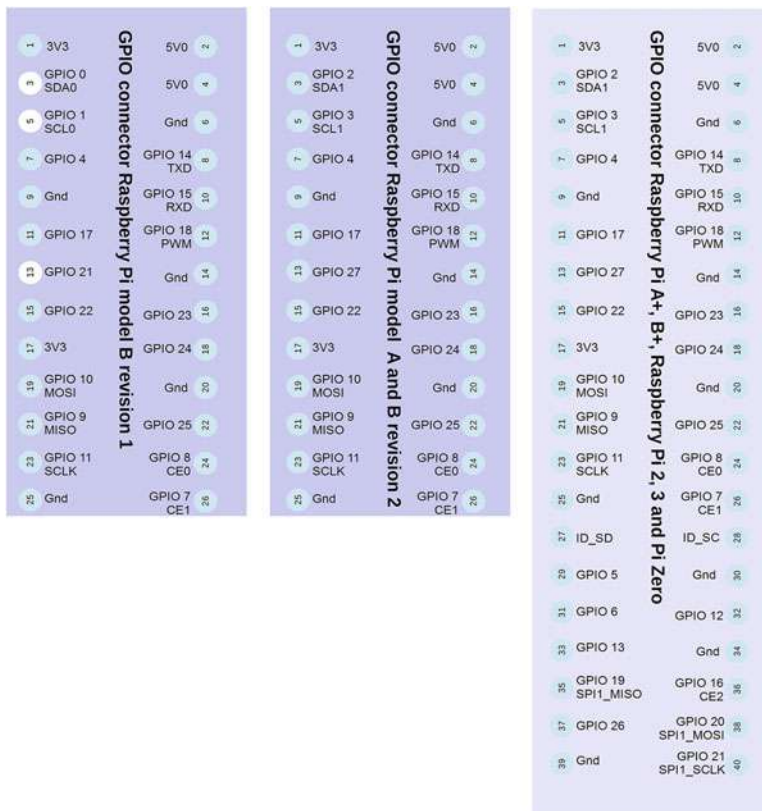 GPIO connector Raspberry Pi model B revision 1
1 3V3 5V0 2
3 GPIO 0 5V0 4
SDA0
5 GPIO 1 Gnd 6
SCL0
7 GPIO 4 GPIO 14 8
TXD
9 Gnd GPIO 15 10
RXD
11 GPIO 17 GPIO 18 12
PWM
13 GPIO 21 Gnd 14
15 GPIO 22 GPIO 23 16
17 3V3 GPIO 24 18
19 GPIO 10 Gnd 20
MOSI
21 GPIO 9 GPIO 25 22
MISO
23 GPIO 11 GPIO 8 24
SCLK CE0
25 Gnd GPIO 7 26
CE1
GPIO connector Raspberry Pi model A and B revision 2
1 3V3 5V0 2
3 GPIO 2 5V0 4
SDA1
5 GPIO 3 Gnd 6
SCL1
7 GPIO 4 GPIO 14 8
TXD
9 Gnd GPIO 15 10
RXD
11 GPIO 17 GPIO 18 12
PWM
13 GPIO 27 Gnd 14
15 GPIO 22 GPIO 23 16
17 3V3 GPIO 24 18
19 GPIO 10 Gnd 20
MOSI
21 GPIO 9 GPIO 25 22
MISO
23 GPIO 11 GPIO 8 24
SCLK CE0
25 Gnd GPIO 7 26
CE1
GPIO connector Raspberry Pi A+, B+, Raspberry Pi 2, 3 and Pi Zero
1 3V3 5V0 2
3 GPIO 2 5V0 4
SDA1
5 GPIO 3 Gnd 6
SCL1
7 GPIO 4 GPIO 14 8
TXD
9 Gnd GPIO 15 10
RXD
11 GPIO 17 GPIO 18 12
PWM
13 GPIO 27 Gnd 14
15 GPIO 22 GPIO 23 16
17 3V3 GPIO 24 18
19 GPIO 10 Gnd 20
MOSI
21 GPIO 9 GPIO 25 22
MISO
23 GPIO 11 GPIO 8 24
SCLK CE0
25 Gnd GPIO 7 26
CE1
27 ID_SD ID_SC 28
29 GPIO 5 Gnd 30
31 GPIO 6 GPIO 12 32
33 GPIO 13 Gnd 34
35 GPIO 19 GPIO 16 36
SPI1_MISO CE2
37 GPIO 26 GPIO 20 38
SPI1_MOSI
39 Gnd GPIO 21 40
SPI1_SCLK